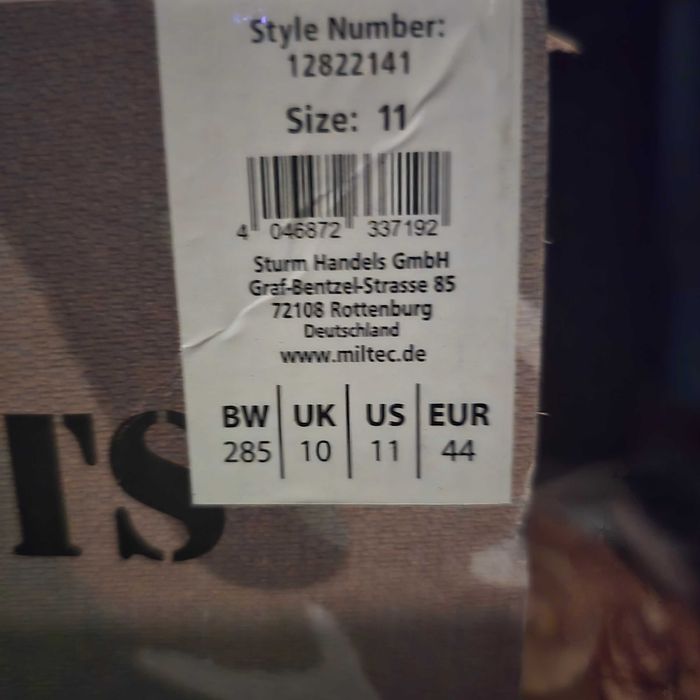 Style Number:
12822141
Size: 11
4 046872 337192
Sturm Handels GmbH
Graf-Bentzel-Strasse 85
72108 Rottenburg
Deutschland
www.miltec.de
BW UK US EUR
285 10 11 44
TS